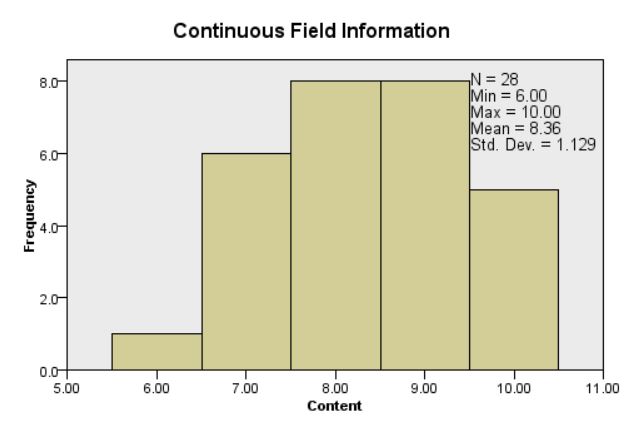 Continuous Field Information
N = 28
Min = 6.00
Max = 10.00
Mean = 8.36
Std. Dev. = 1.129
8.0
6.0
4.0
2.0
0.0
Frequency
5.00 6.00 7.00 8.00 9.00 10.00 11.00
Content